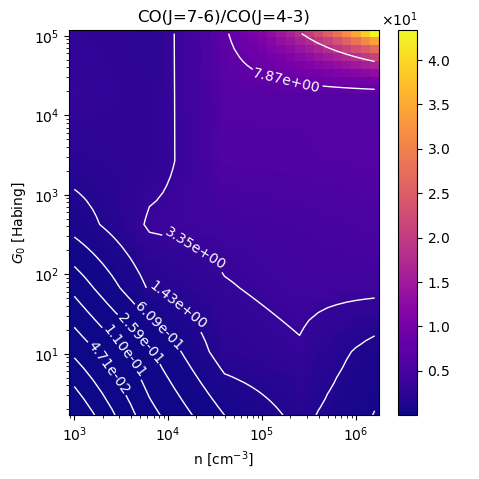 CO(J=7-6)/CO(J=4-3)
×10¹
10⁵
10⁴
10³
10²
10¹
G₀ [Habing]
7.87e+00
3.35e+00
1.43e+00
6.09e-01
2.59e-01
1.10e-01
4.71e-02
4.0
3.5
3.0
2.5
2.0
1.5
1.0
0.5
10³ 10⁴ 10⁵ 10⁶
n [cm⁻³]